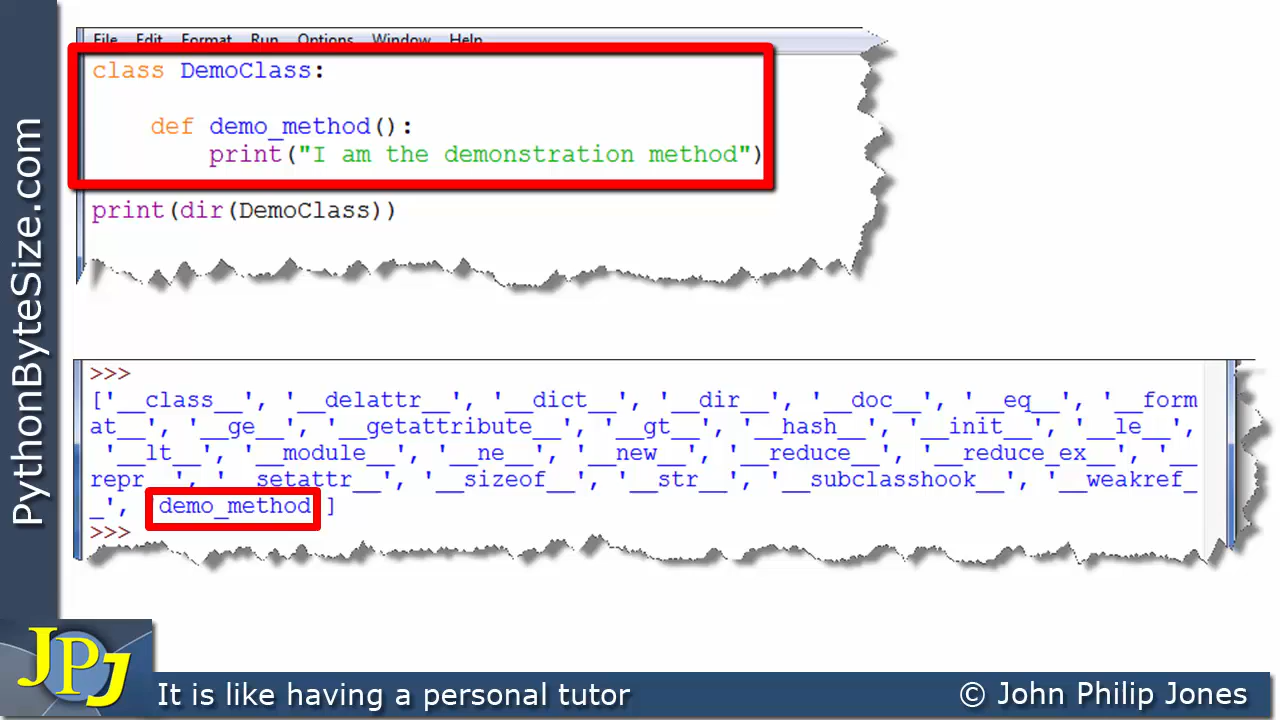 PythonByteSize.com
File Edit Format Run Options Window Help
class DemoClass:
def demo_method():
print("I am the demonstration method")
print(dir(DemoClass))
>>>
['__class__', '__delattr__', '__dict__', '__dir__', '__doc__', '__eq__', '__form
at__', '__ge__', '__getattribute__', '__gt__', '__hash__', '__init__', '__le__',
'__lt__', '__module__', '__ne__', '__new__', '__reduce__', '__reduce_ex__', '__
repr__', '__setattr__', '__sizeof__', '__str__', '__subclasshook__', '__weakref_
_', demo_method ]
>>>
JPJ
It is like having a personal tutor
© John Philip Jones